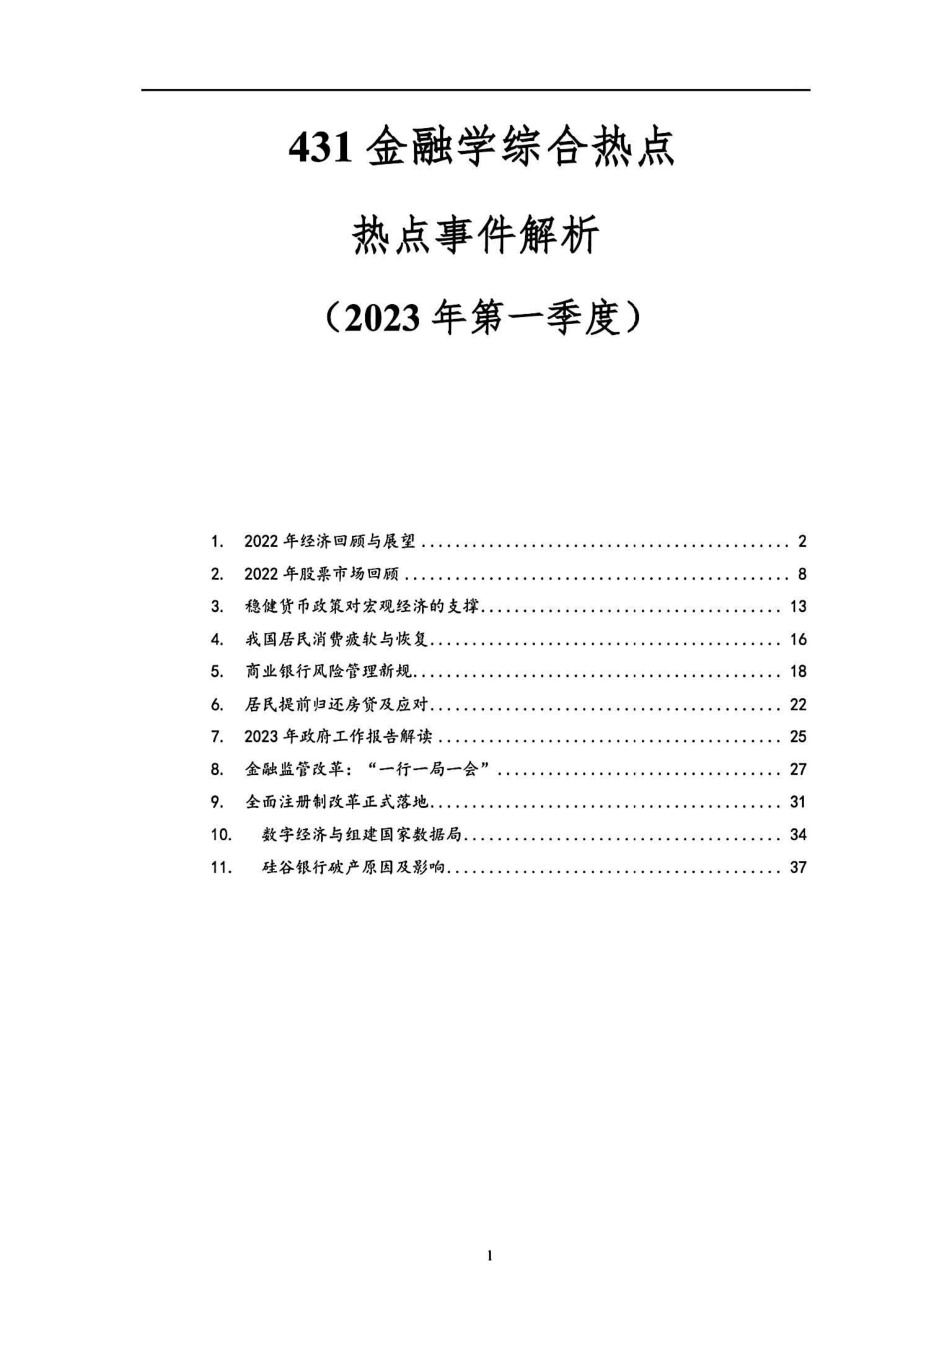 431 金融学综合热点
热点事件解析
（2023 年第一季度）
1. 2022 年经济回顾与展望 ............................................ 2
2. 2022 年股票市场回顾 .............................................. 8
3. 稳健货币政策对宏观经济的支撑.................................... 13
4. 我国居民消费疲软与恢复.......................................... 16
5. 商业银行风险管理新规............................................ 18
6. 居民提前归还房贷及应对.......................................... 22
7. 2023 年政府工作报告解读 ......................................... 25
8. 金融监管改革：“一行一局一会” .................................. 27
9. 全面注册制改革正式落地.......................................... 31
10. 数字经济与组建国家数据局...................................... 34
11. 硅谷银行破产原因及影响........................................ 37
1